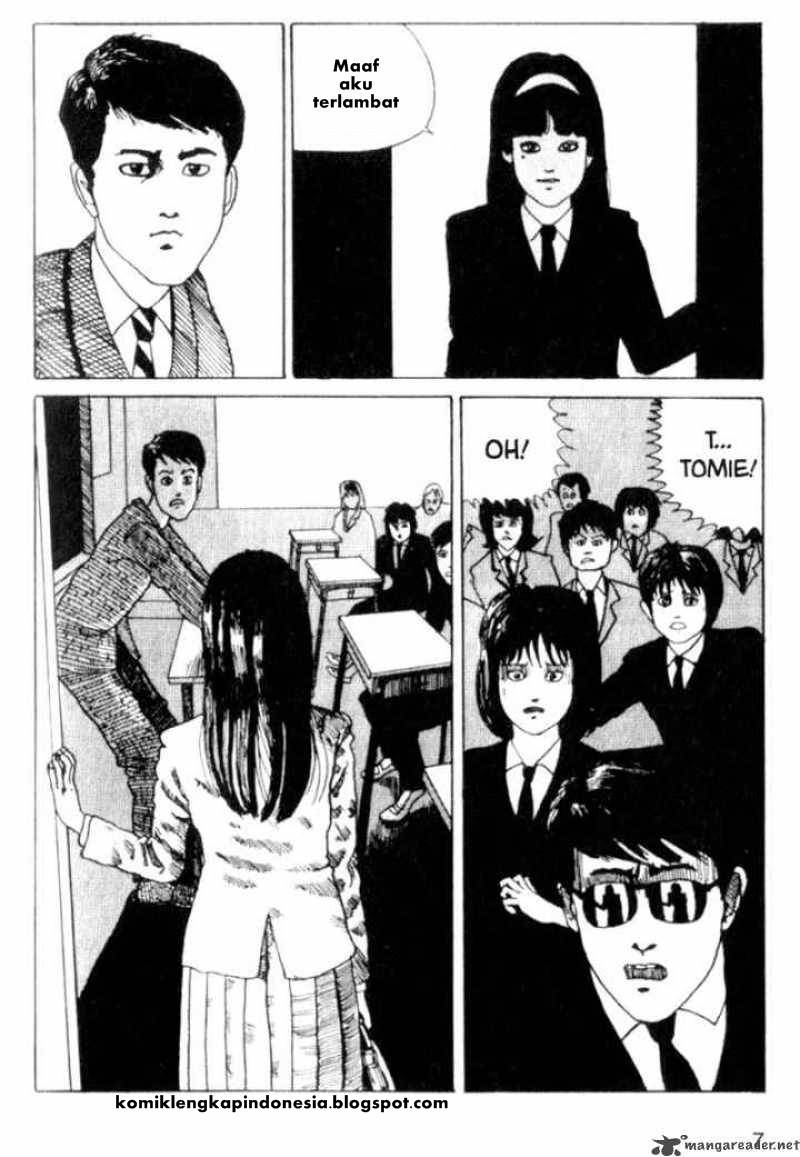 Maaf
aku
terlambat
OH!
T...
TOMIE!
komiklengkapindonesia.blogspot.com
7
mangareader.net